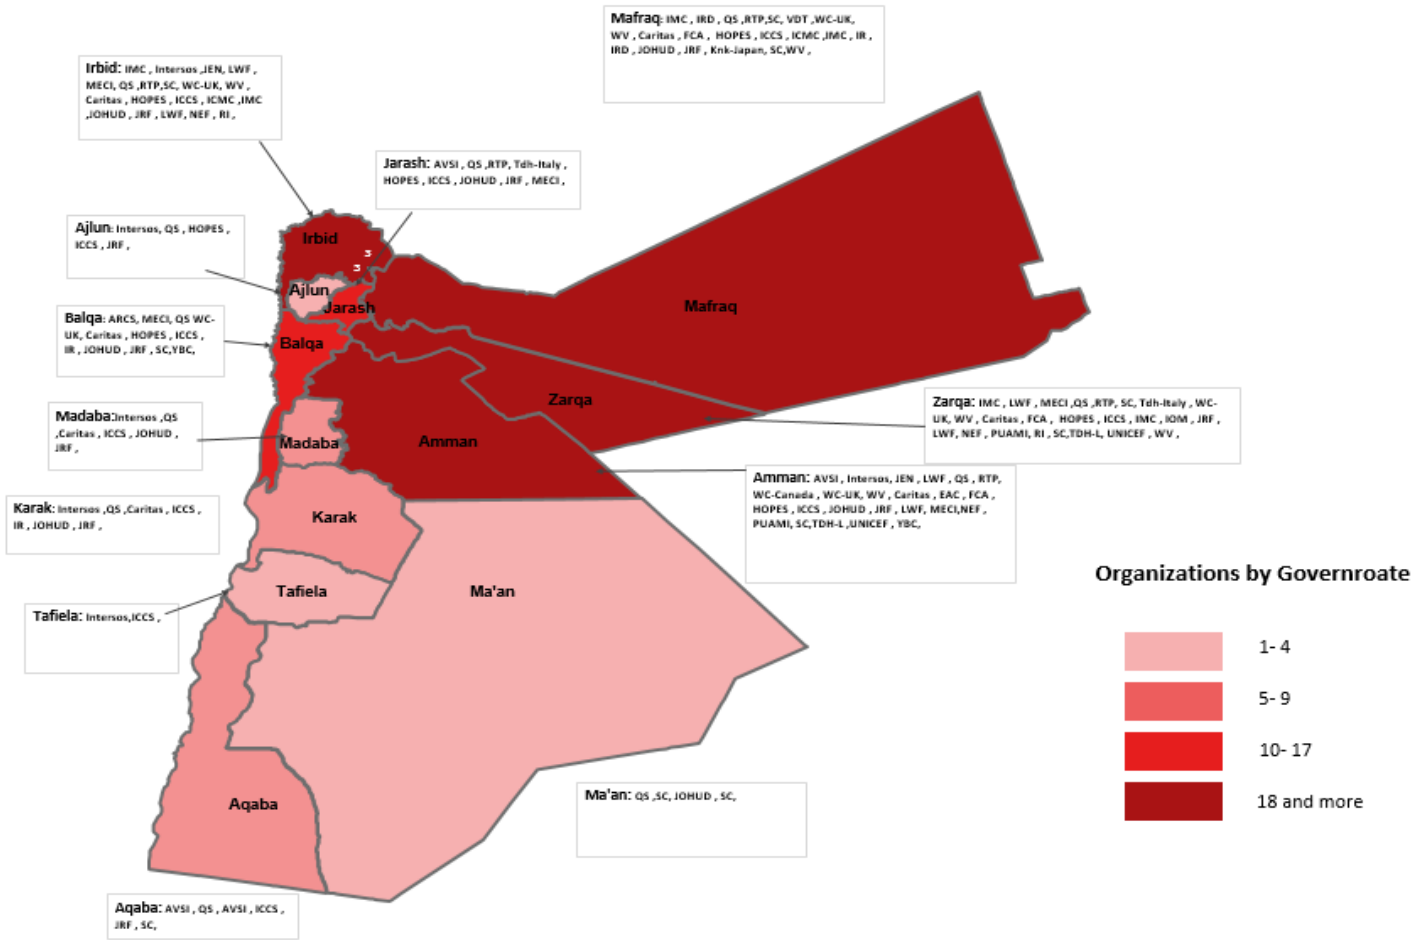 Mafraq: IMC , IRD , QS ,RTP,SC, VDT ,WC-UK,
WV , Caritas , FCA , HOPES , ICCS , ICMC ,IMC , IR ,
IRD , JOHUD , JRF , Knk-Japan, SC,WV ,
Irbid: IMC , Intersos ,JEN, LWF ,
MECI, QS ,RTP,SC, WC-UK, WV ,
Caritas , HOPES , ICCS , ICMC ,IMC
,JOHUD , JRF , LWF, NEF , RI ,
Jarash: AVSI , QS ,RTP, Tdh-Italy ,
HOPES , ICCS , JOHUD , JRF , MECI ,
Ajlun: Intersos, QS , HOPES ,
ICCS , JRF ,
Irbid
3
3
Ajlun
Jarash
Mafraq
Balqa: ARCS, MECI, QS WC-
UK, Caritas , HOPES , ICCS ,
IR , JOHUD , JRF , SC,YBC,
Balqa
Zarqa
Zarqa: IMC , LWF , MECI ,QS ,RTP, SC, Tdh-Italy , WC-
UK, WV , Caritas , FCA , HOPES , ICCS , IMC , IOM , JRF ,
LWF, NEF , PUAMI, RI , SC,TDH-L, UNICEF , WV ,
Madaba:Intersos ,QS
,Caritas , ICCS , JOHUD ,
JRF ,
Madaba
Amman
Amman: AVSI , Intersos, JEN , LWF , QS , RTP,
WC-Canada , WC-UK, WV , Caritas , EAC , FCA ,
HOPES , ICCS , JOHUD , JRF , LWF, MECI,NEF ,
PUAMI, SC,TDH-L ,UNICEF , YBC,
Karak: Intersos ,QS ,Caritas , ICCS ,
IR , JOHUD , JRF ,
Karak
Tafiela
Ma'an
Tafiela: Intersos,ICCS ,
Organizations by Governroate
1- 4
5- 9
10- 17
18 and more
Aqaba
Ma'an: QS ,SC, JOHUD , SC,
Aqaba: AVSI , QS , AVSI , ICCS ,
JRF , SC,